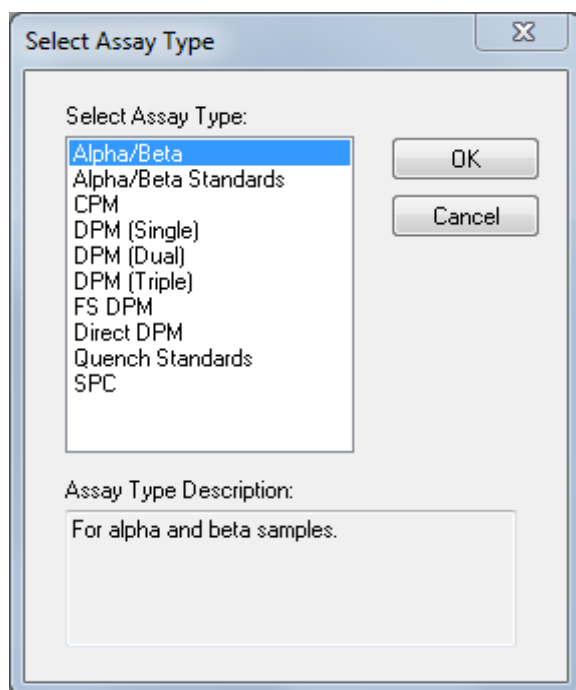 Select Assay Type
Select Assay Type:
Alpha/Beta
Alpha/Beta Standards
CPM
DPM (Single)
DPM (Dual)
DPM (Triple)
FS DPM
Direct DPM
Quench Standards
SPC
OK
Cancel
Assay Type Description:
For alpha and beta samples.